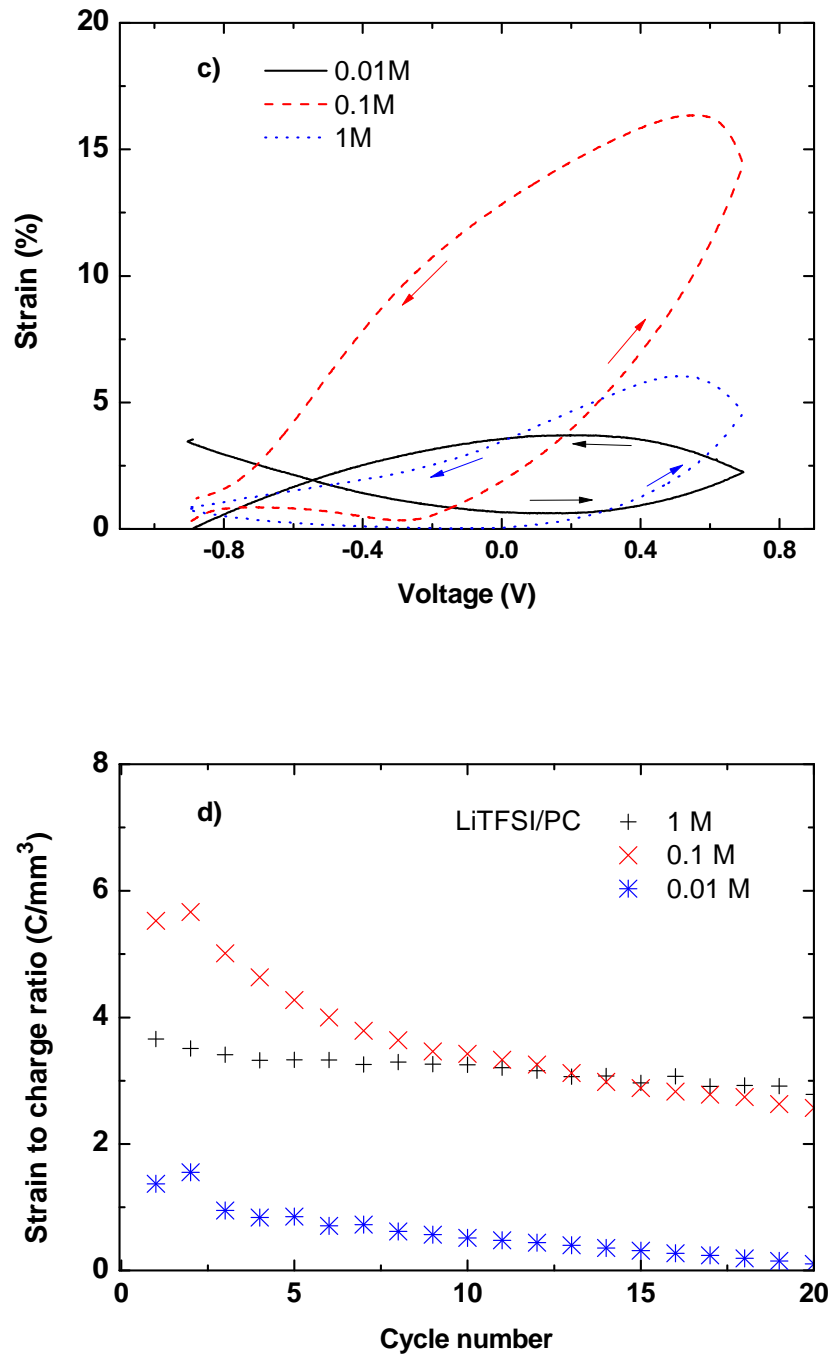 20
c)
0.01M
0.1M
1M
15
Strain (%)
10
5
0
-0.8 -0.4 0.0 0.4 0.8
Voltage (V)
8
d)
LiTFSI/PC
1 M
0.1 M
0.01 M
6
Strain to charge ratio (C/mm³)
4
2
0
0 5 10 15 20
Cycle number